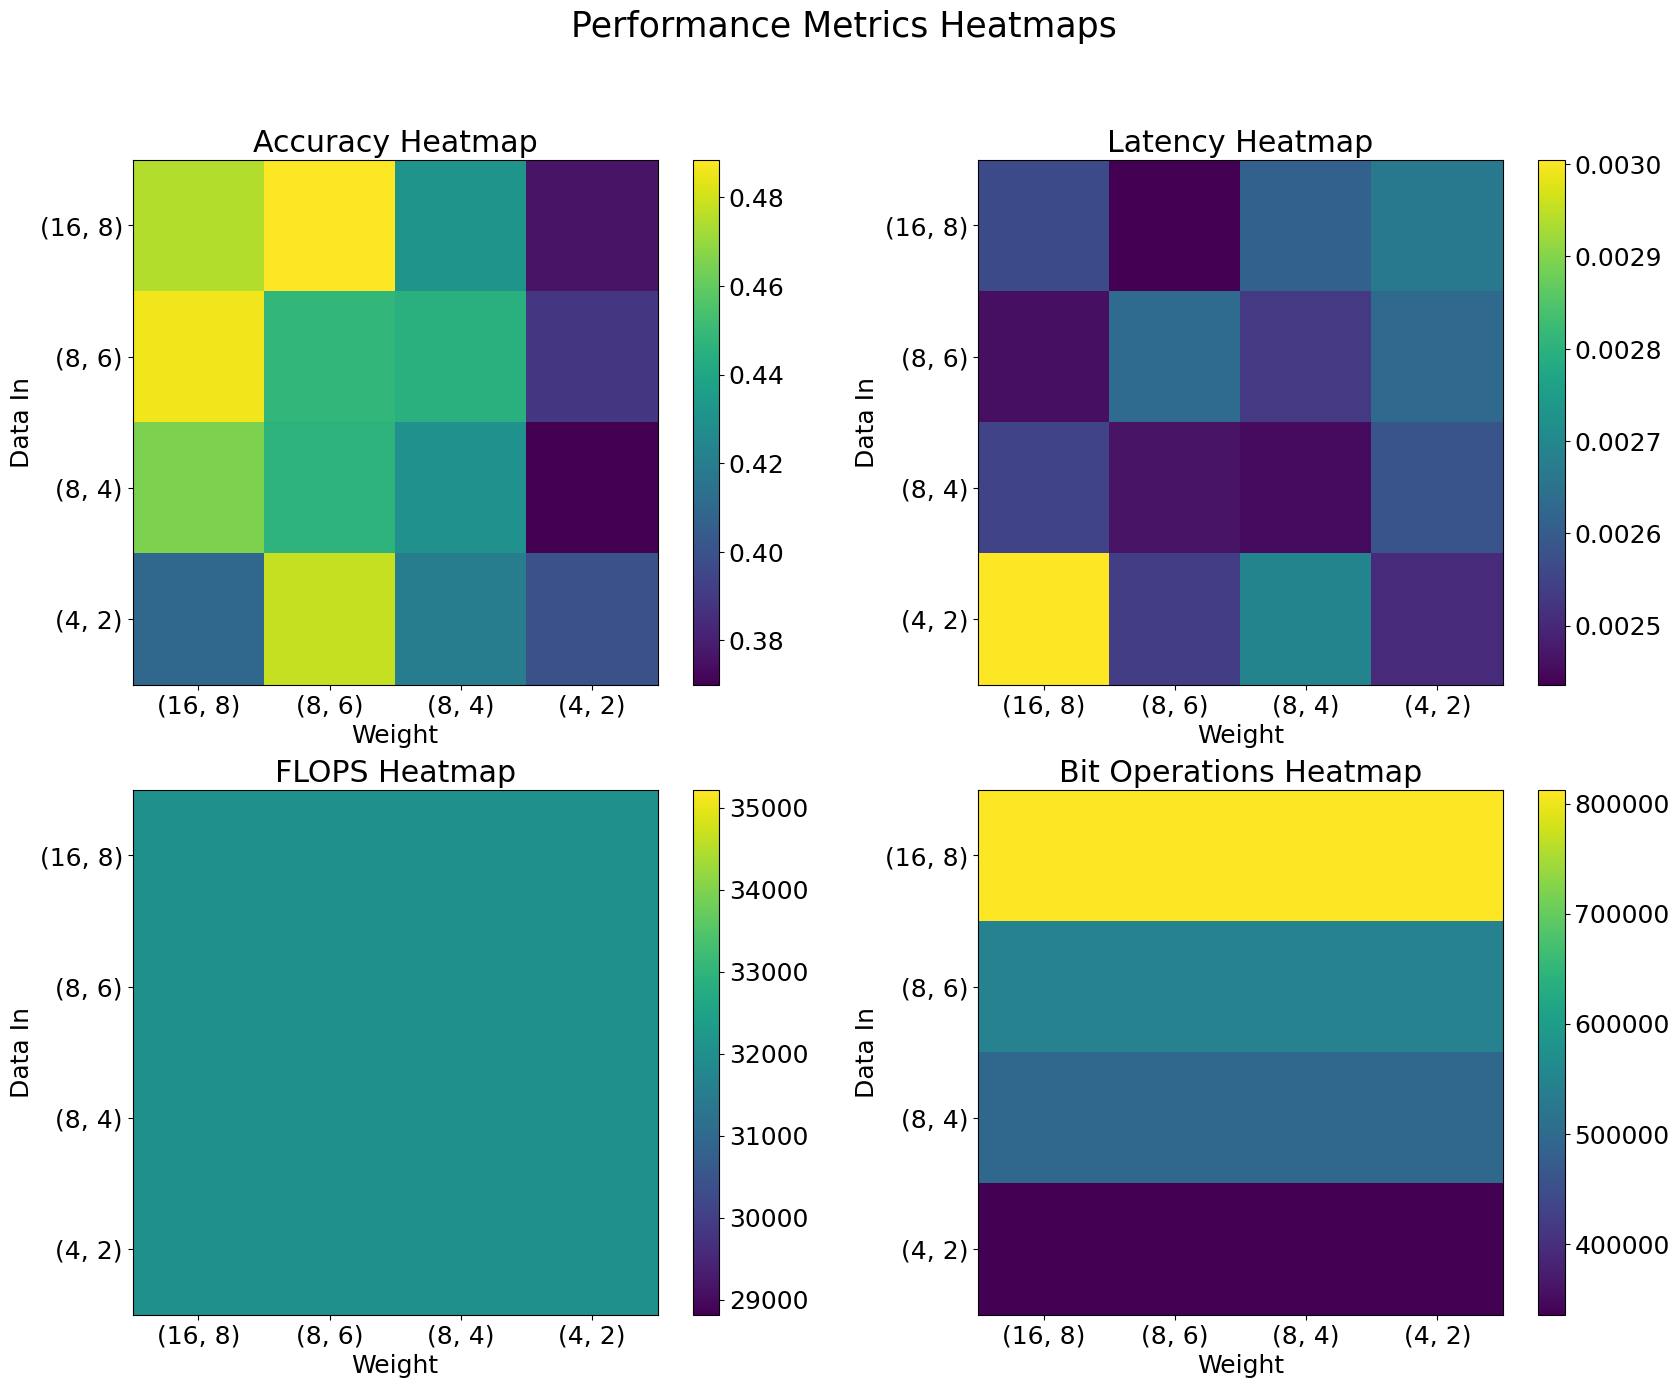 Performance Metrics Heatmaps
Accuracy Heatmap
Data In
(16, 8)
(8, 6)
(8, 4)
(4, 2)
(16, 8) (8, 6) (8, 4) (4, 2)
Weight
0.48
0.46
0.44
0.42
0.40
0.38
Latency Heatmap
Data In
(16, 8)
(8, 6)
(8, 4)
(4, 2)
(16, 8) (8, 6) (8, 4) (4, 2)
Weight
0.0030
0.0029
0.0028
0.0027
0.0026
0.0025
FLOPS Heatmap
Data In
(16, 8)
(8, 6)
(8, 4)
(4, 2)
(16, 8) (8, 6) (8, 4) (4, 2)
Weight
35000
34000
33000
32000
31000
30000
29000
Bit Operations Heatmap
Data In
(16, 8)
(8, 6)
(8, 4)
(4, 2)
(16, 8) (8, 6) (8, 4) (4, 2)
Weight
800000
700000
600000
500000
400000